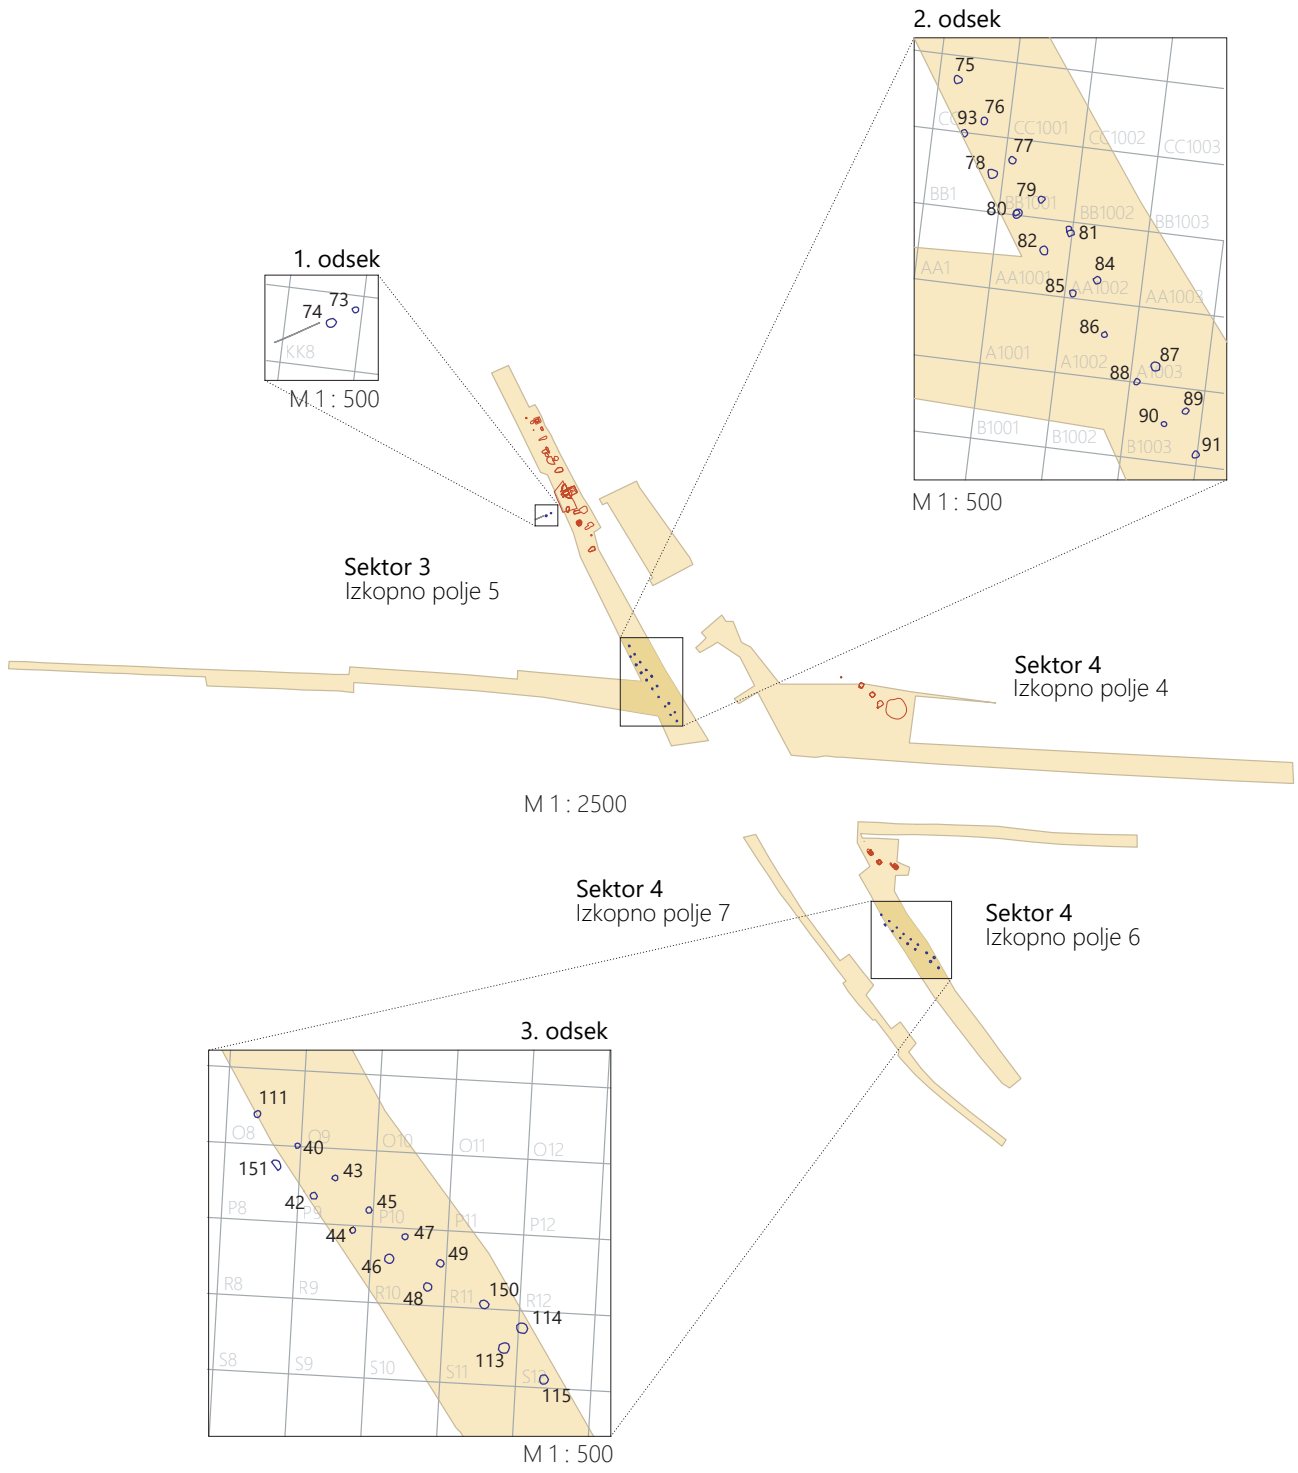 2. odsek
75
76
93
CC1001
CC1002
CC1003
77
78
79
BB1
BB1001
80
BB1002
BB1003
81
82
84
AA1
AA1001
AA1002
AA1003
85
86
87
A1001
A1002
A1003
88
89
90
91
B1001
B1002
B1003
M 1 : 500
1. odsek
73
74
KK8
M 1 : 500
Sektor 3
Izkopno polje 5
Sektor 4
Izkopno polje 4
M 1 : 2500
Sektor 4
Izkopno polje 7
Sektor 4
Izkopno polje 6
3. odsek
111
O8
O9
O10
O11
O12
40
151
43
42
45
P8
P9
P10
P11
P12
44
47
46
49
R8
R9
R10
R11
R12
48
150
114
113
S8
S9
S10
S11
S12
115
M 1 : 500